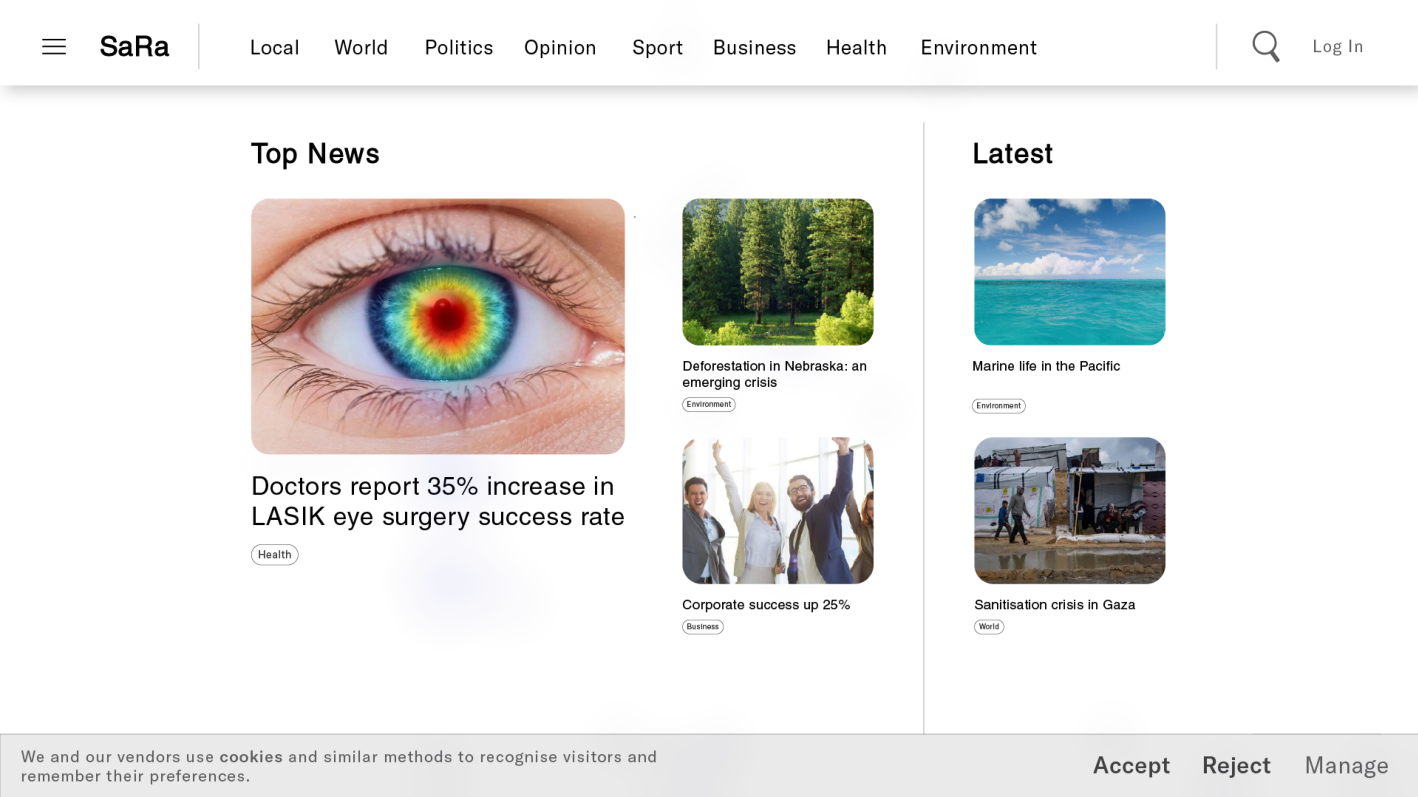 SaRa
Local World Politics Opinion Sport Business Health Environment
Log In
Top News
Doctors report 35% increase in
LASIK eye surgery success rate
Health
Deforestation in Nebraska: an
emerging crisis
Environment
Corporate success up 25%
Business
Latest
Marine life in the Pacific
Environment
Sanitisation crisis in Gaza
World
We and our vendors use cookies and similar methods to recognise visitors and
remember their preferences.
Accept Reject Manage